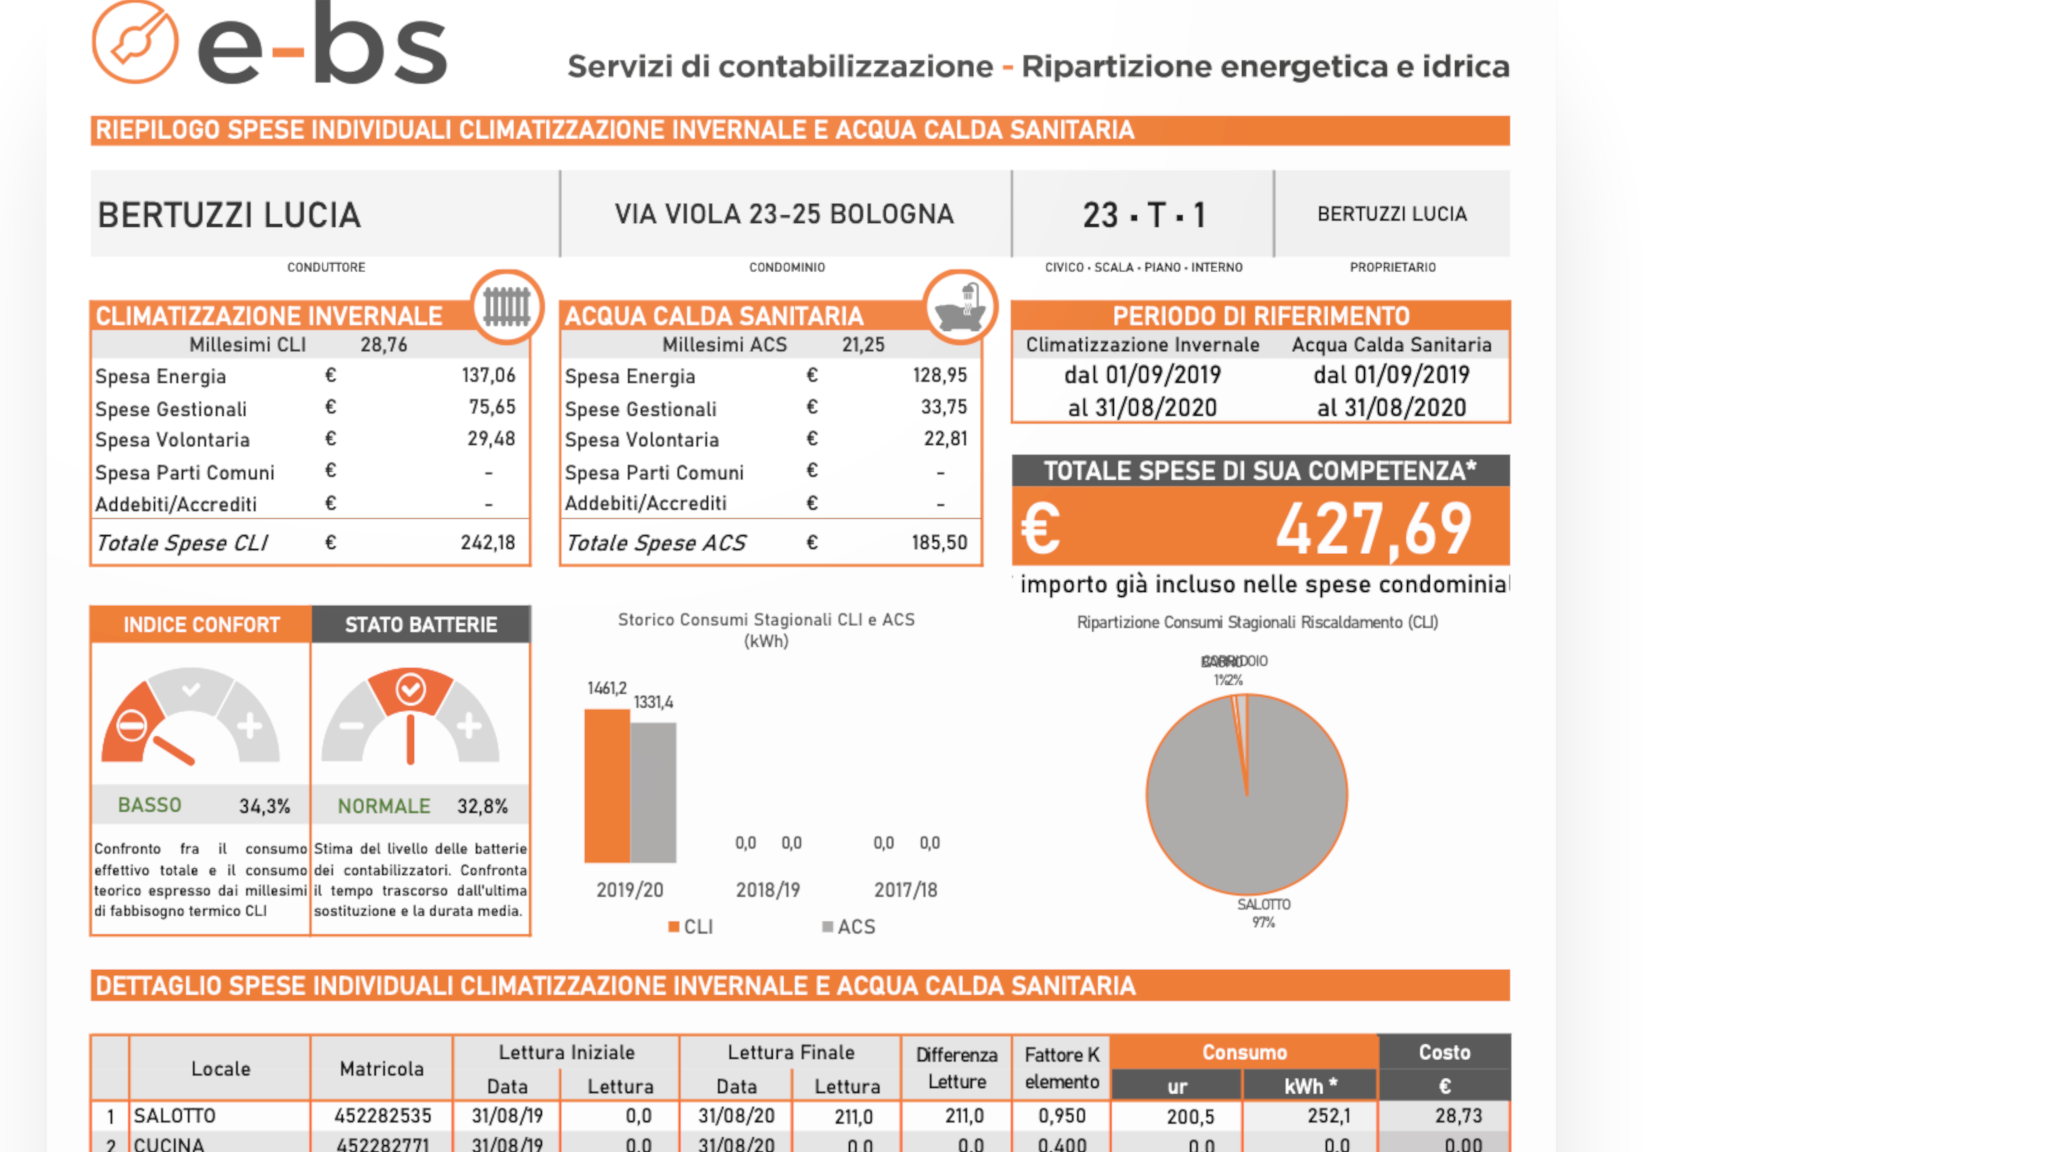 e-bs
Servizi di contabilizzazione - Ripartizione energetica e idrica
RIEPILOGO SPESE INDIVIDUALI CLIMATIZZAZIONE INVERNALE E ACQUA CALDA SANITARIA
BERTUZZI LUCIA VIA VIOLA 23-25 BOLOGNA 23 · T · 1 BERTUZZI LUCIA
CONDUTTORE CONDOMINIO CIVICO · SCALA · PIANO · INTERNO PROPRIETARIO
CLIMATIZZAZIONE INVERNALE
Millesimi CLI 28,76
Spesa Energia € 137,06
Spese Gestionali € 75,65
Spesa Volontaria € 29,48
Spesa Parti Comuni € -
Addebiti/Accrediti € -
Totale Spese CLI € 242,18
ACQUA CALDA SANITARIA
Millesimi ACS 21,25
Spesa Energia € 128,95
Spese Gestionali € 33,75
Spesa Volontaria € 22,81
Spesa Parti Comuni € -
Addebiti/Accrediti € -
Totale Spese ACS € 185,50
PERIODO DI RIFERIMENTO
Climatizzazione Invernale Acqua Calda Sanitaria
dal 01/09/2019 dal 01/09/2019
al 31/08/2020 al 31/08/2020
TOTALE SPESE DI SUA COMPETENZA*
€ 427,69
importo già incluso nelle spese condominial
INDICE CONFORT
BASSO 34,3%
Confronto fra il consumo
effettivo totale e il consumo
teorico espresso dai millesimi
di fabbisogno termico CLI
STATO BATTERIE
NORMALE 32,8%
Stima del livello delle batterie
dei contabilizzatori. Confronta
il tempo trascorso dall'ultima
sostituzione e la durata media.
Storico Consumi Stagionali CLI e ACS
(kWh)
1461,2
1331,4
0,0 0,0 0,0 0,0
2019/20 2018/19 2017/18
CLI ACS
Ripartizione Consumi Stagionali Riscaldamento (CLI)
CORRIDOIO
1% 2%
SALOTTO
97%
DETTAGLIO SPESE INDIVIDUALI CLIMATIZZAZIONE INVERNALE E ACQUA CALDA SANITARIA
Locale Matricola Lettura Iniziale Lettura Finale Differenza Letture Fattore K elemento Consumo Costo
Data Lettura Data Lettura ur kWh * €
1 SALOTTO 452282535 31/08/19 0,0 31/08/20 211,0 211,0 0,950 200,5 252,1 28,73
2 CUCINA 452282771 31/08/19 0,0 31/08/20 0,0 0,0 0,400 0,0 0,0 0,00